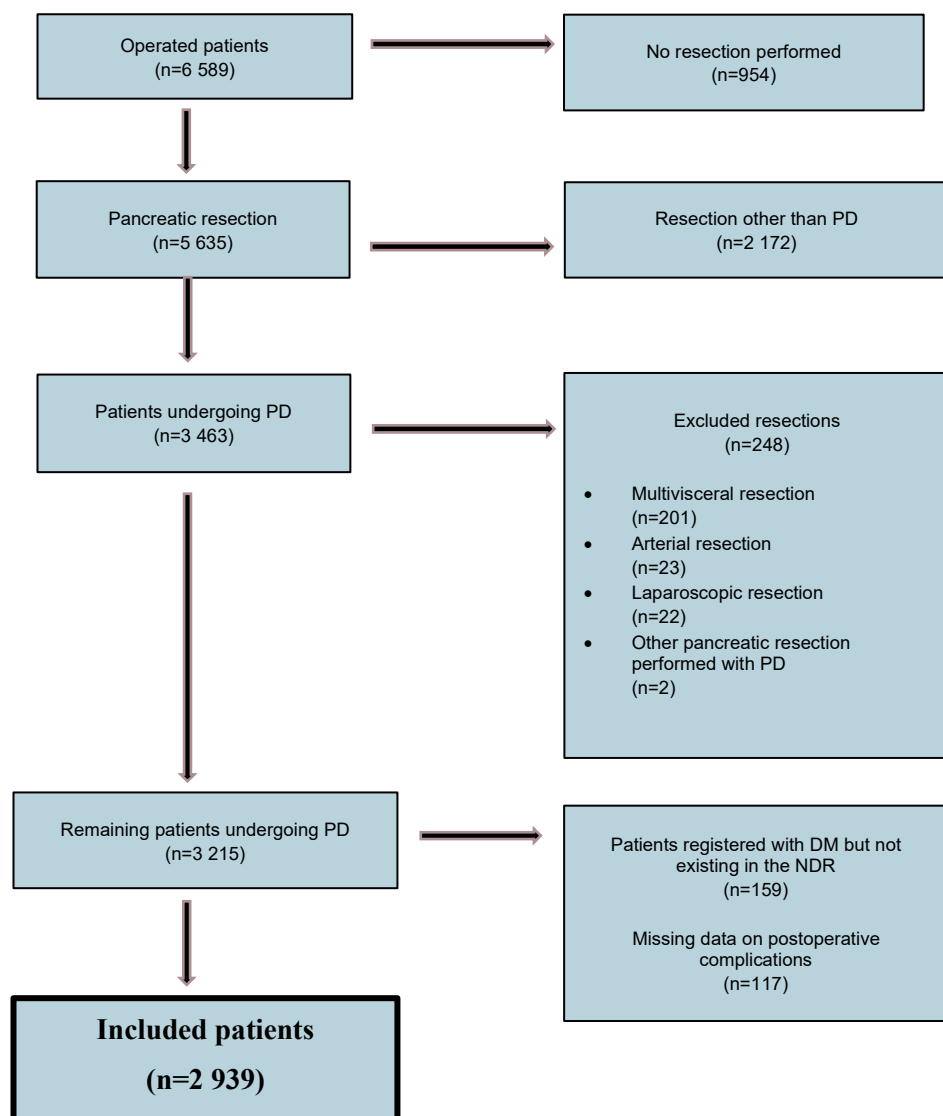 Operated patients
(n=6 589)
No resection performed
(n=954)
Pancreatic resection
(n=5 635)
Resection other than PD
(n=2 172)
Patients undergoing PD
(n=3 463)
Excluded resections
(n=248)
• Multivisceral resection
(n=201)
• Arterial resection
(n=23)
• Laparoscopic resection
(n=22)
• Other pancreatic resection
performed with PD
(n=2)
Remaining patients undergoing PD
(n=3 215)
Patients registered with DM but not
existing in the NDR
(n=159)
Missing data on postoperative
complications
(n=117)
Included patients
(n=2 939)